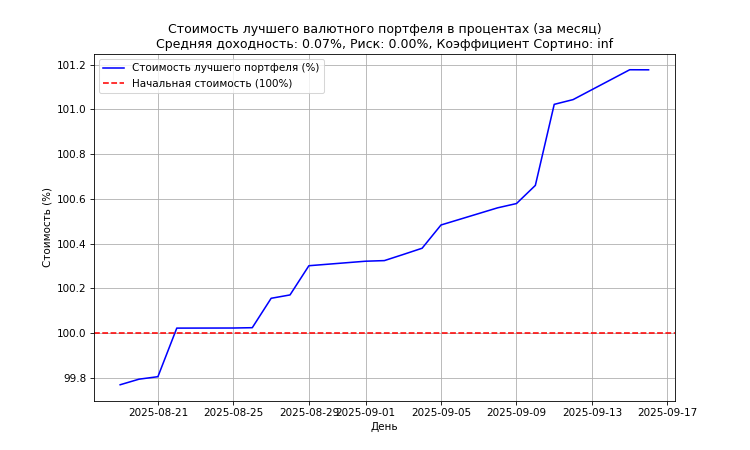 Стоимость лучшего валютного портфеля в процентах (за месяц)
Средняя доходность: 0.07%, Риск: 0.00%, Коэффициент Сортино: inf
Стоимость лучшего портфеля (%)
Начальная стоимость (100%)
Стоимость (%)
101.2
101.0
100.8
100.6
100.4
100.2
100.0
99.8
2025-08-21 2025-08-25 2025-08-29 2025-09-01 2025-09-05 2025-09-09 2025-09-13 2025-09-17
День